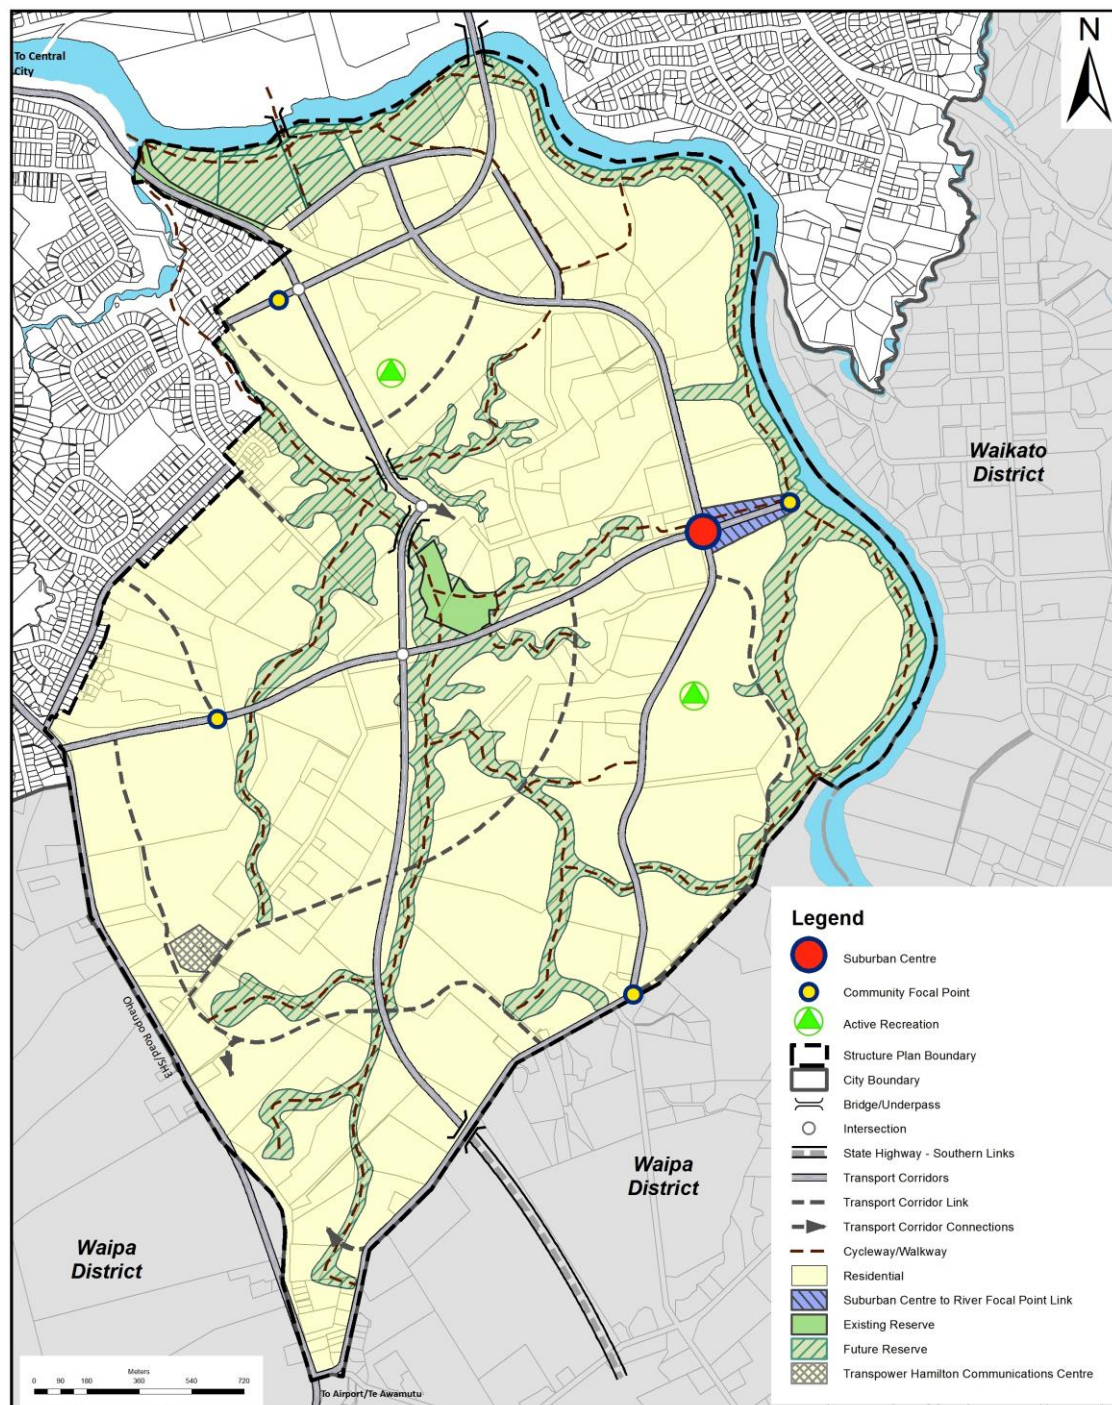 To Central
City
N
Waikato
District
Ohaupo Road/SH3
Waipa
District
Waipa
District
Legend
Suburban Centre
Community Focal Point
Active Recreation
Structure Plan Boundary
City Boundary
Bridge/Underpass
Intersection
State Highway - Southern Links
Transport Corridors
Transport Corridor Link
Transport Corridor Connections
Cycleway/Walkway
Residential
Suburban Centre to River Focal Point Link
Existing Reserve
Future Reserve
Transpower Hamilton Communications Centre
Meters
0 90 180 360 540 720
To Airport/Te Awamutu